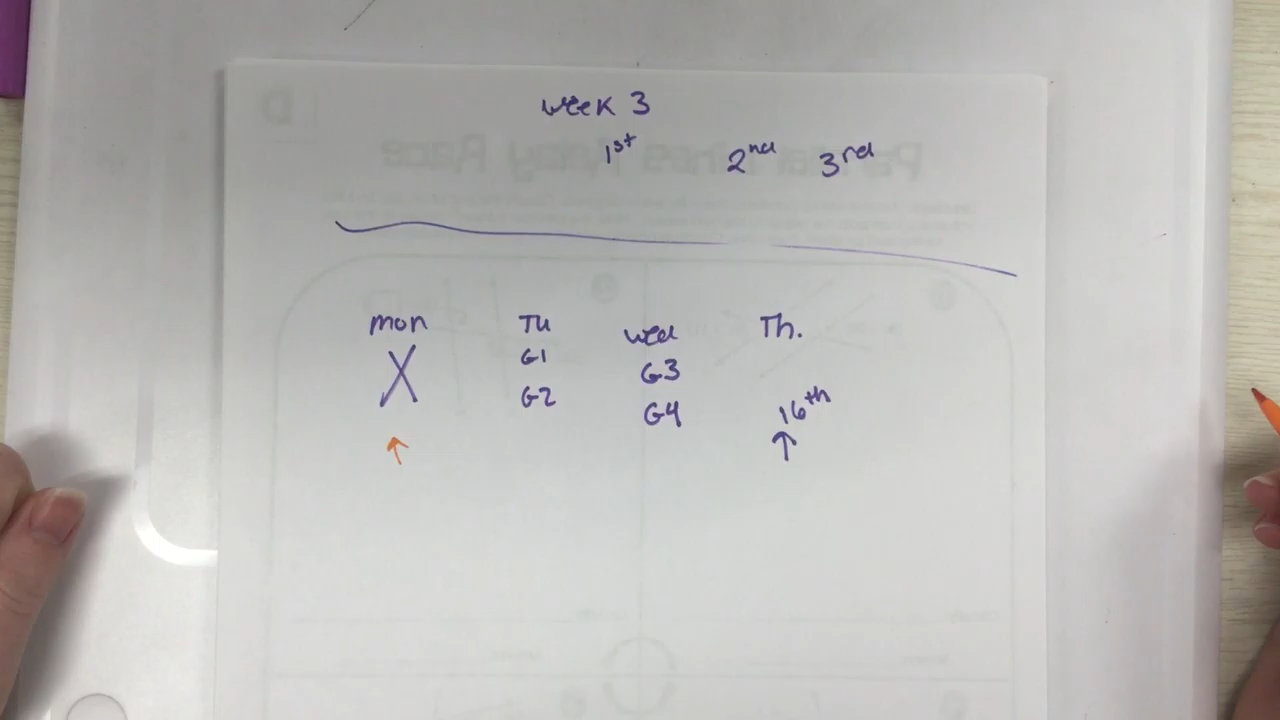 week 3
1st 2nd 3rd
mon Tu wed Th.
X G1 G3
G2 G4 16th